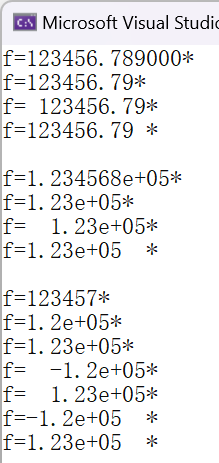 Microsoft Visual Studio
f=123456.789000*
f=123456.79*
f= 123456.79*
f=123456.79 *
f=1.234568e+05*
f=1.23e+05*
f=  1.23e+05*
f=1.23e+05  *
f=123457*
f=1.2e+05*
f=1.23e+05*
f=  -1.2e+05*
f=  1.23e+05*
f=-1.2e+05  *
f=1.23e+05  *